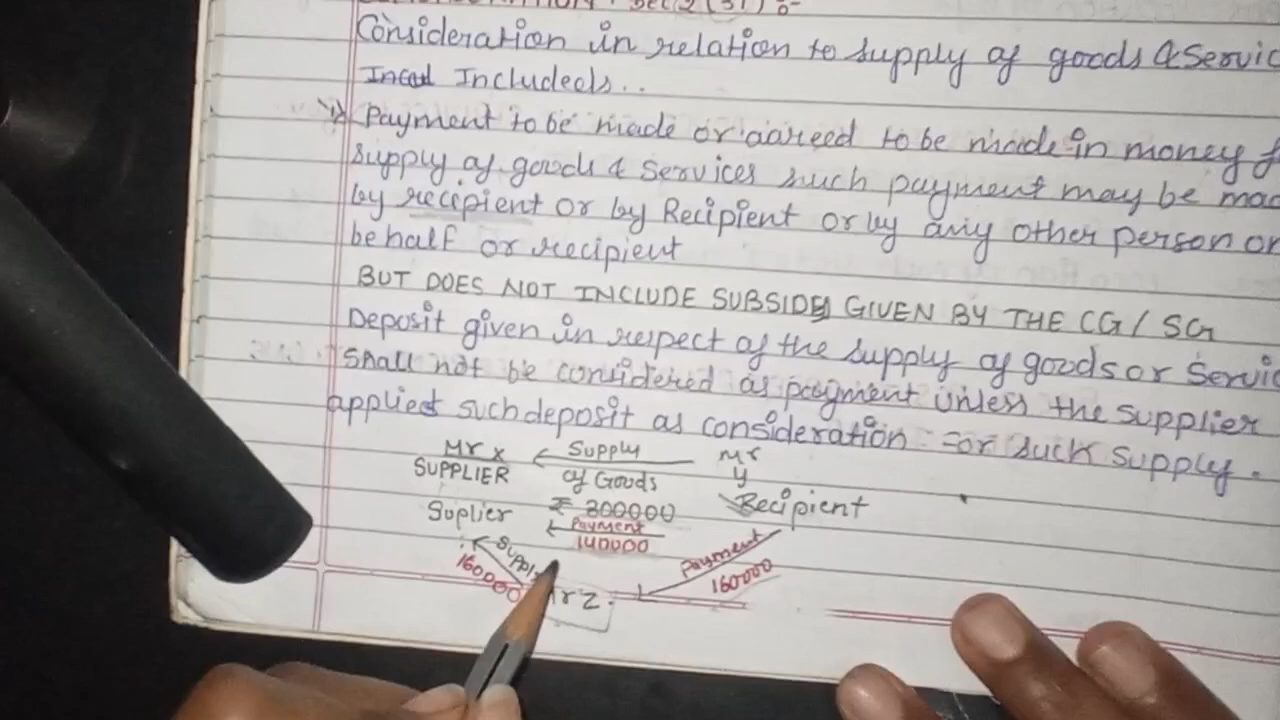 Sec 2 (31) :-
Consideration in relation to supply of goods & Servic
Incud Includeds..
Payment to be made or aareed to be made in money f
supply of goods & Services such payment may be mad
by recipient or by Recipient or by any other person on
behalf or recipient
BUT DOES NOT INCLUDE SUBSIDY GIVEN BY THE CG / SG
Deposit given in respect of the supply of goods or Servic
Shall not be considered as payment unless the supplier
applied such deposit as consideration For such supply.
Mr x Supply Mr
SUPPLIER of Goods y
Suplier ₹ 300000 Recipient
Payment
140000
Supply
160000
Payment
160000
Mr Z.